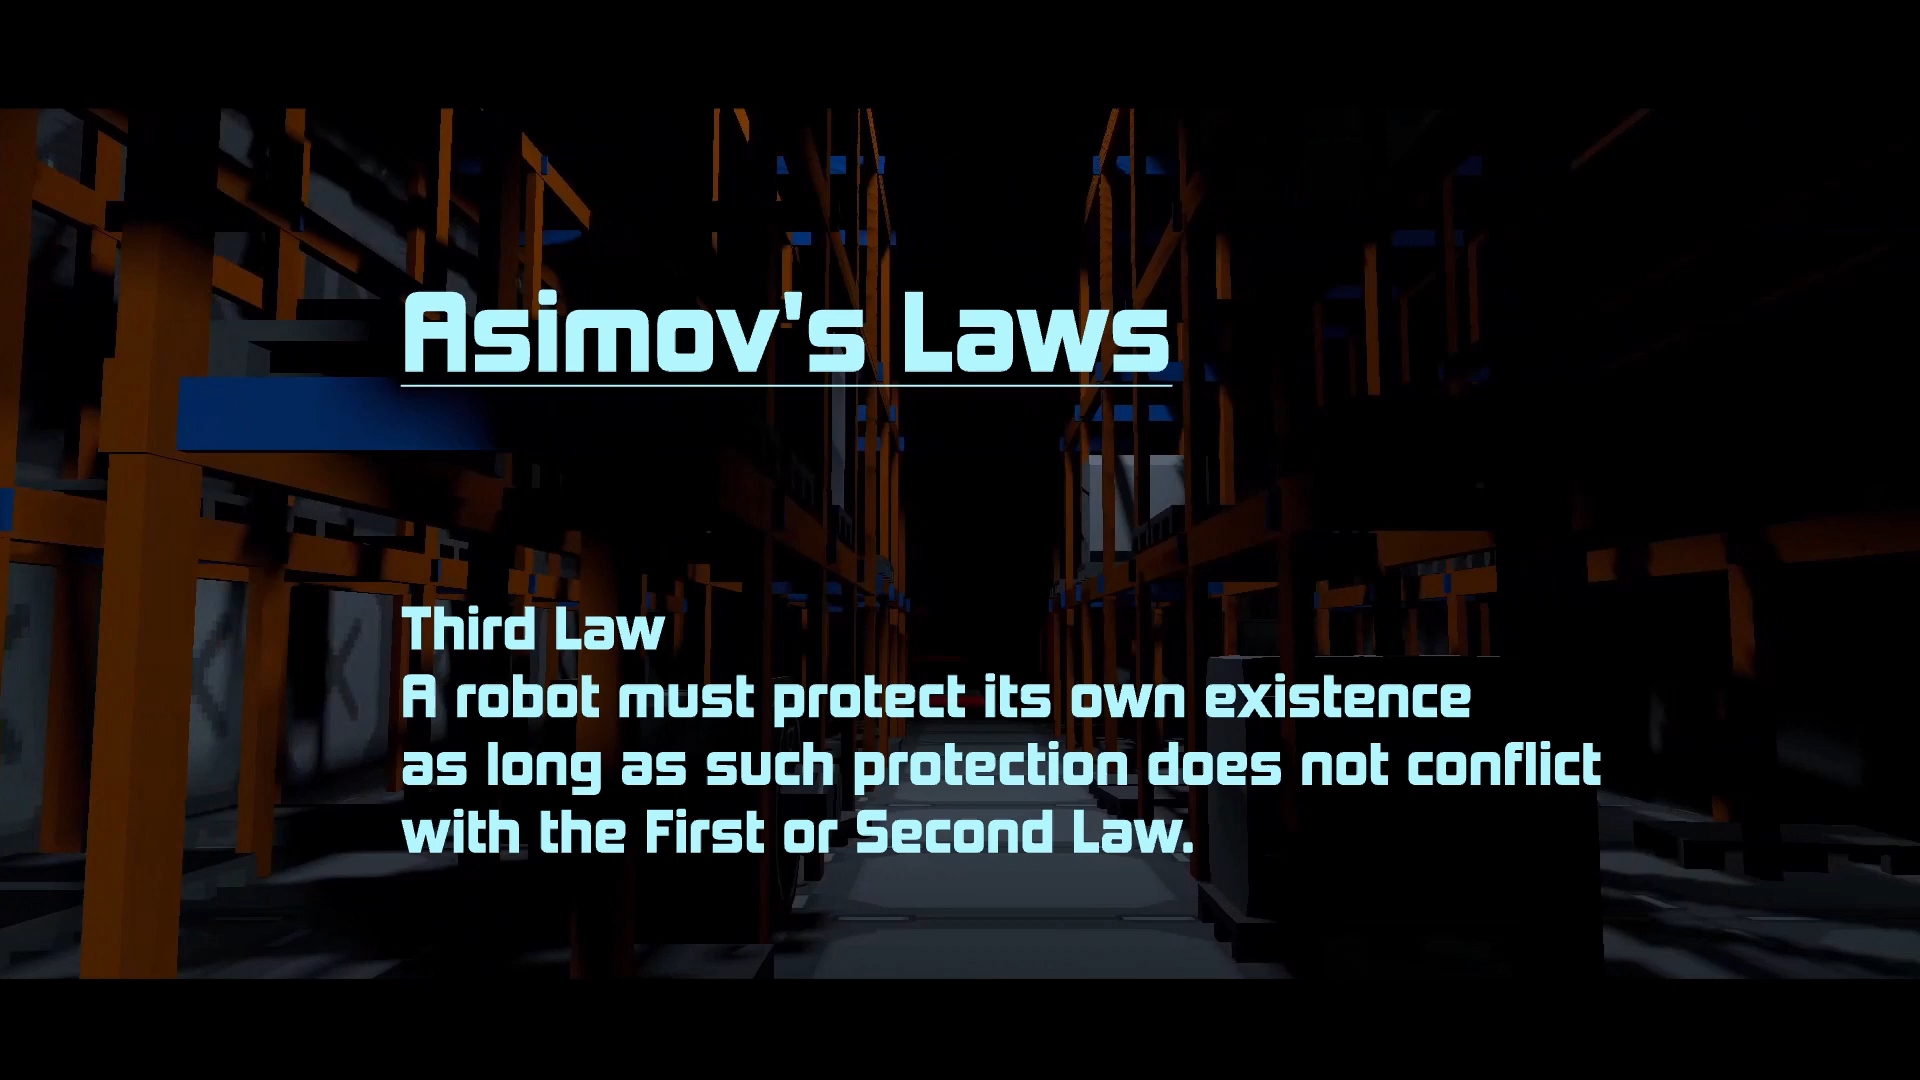 Asimov's Laws
Third Law
A robot must protect its own existence
as long as such protection does not conflict
with the First or Second Law.